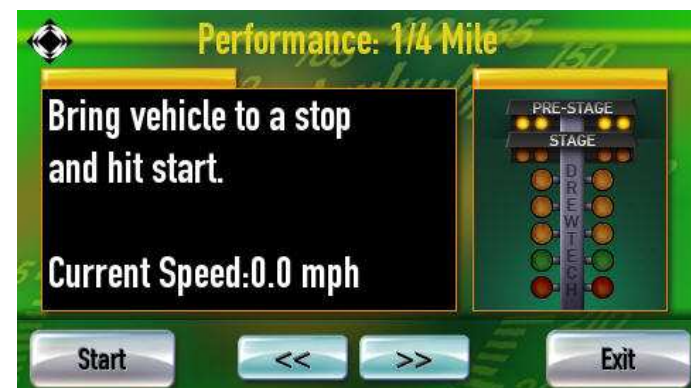 Performance: 1/4 Mile
Bring vehicle to a stop
and hit start.
Current Speed:0.0 mph
PRE-STAGE
STAGE
DREWTECH
Start
<<
>>
Exit